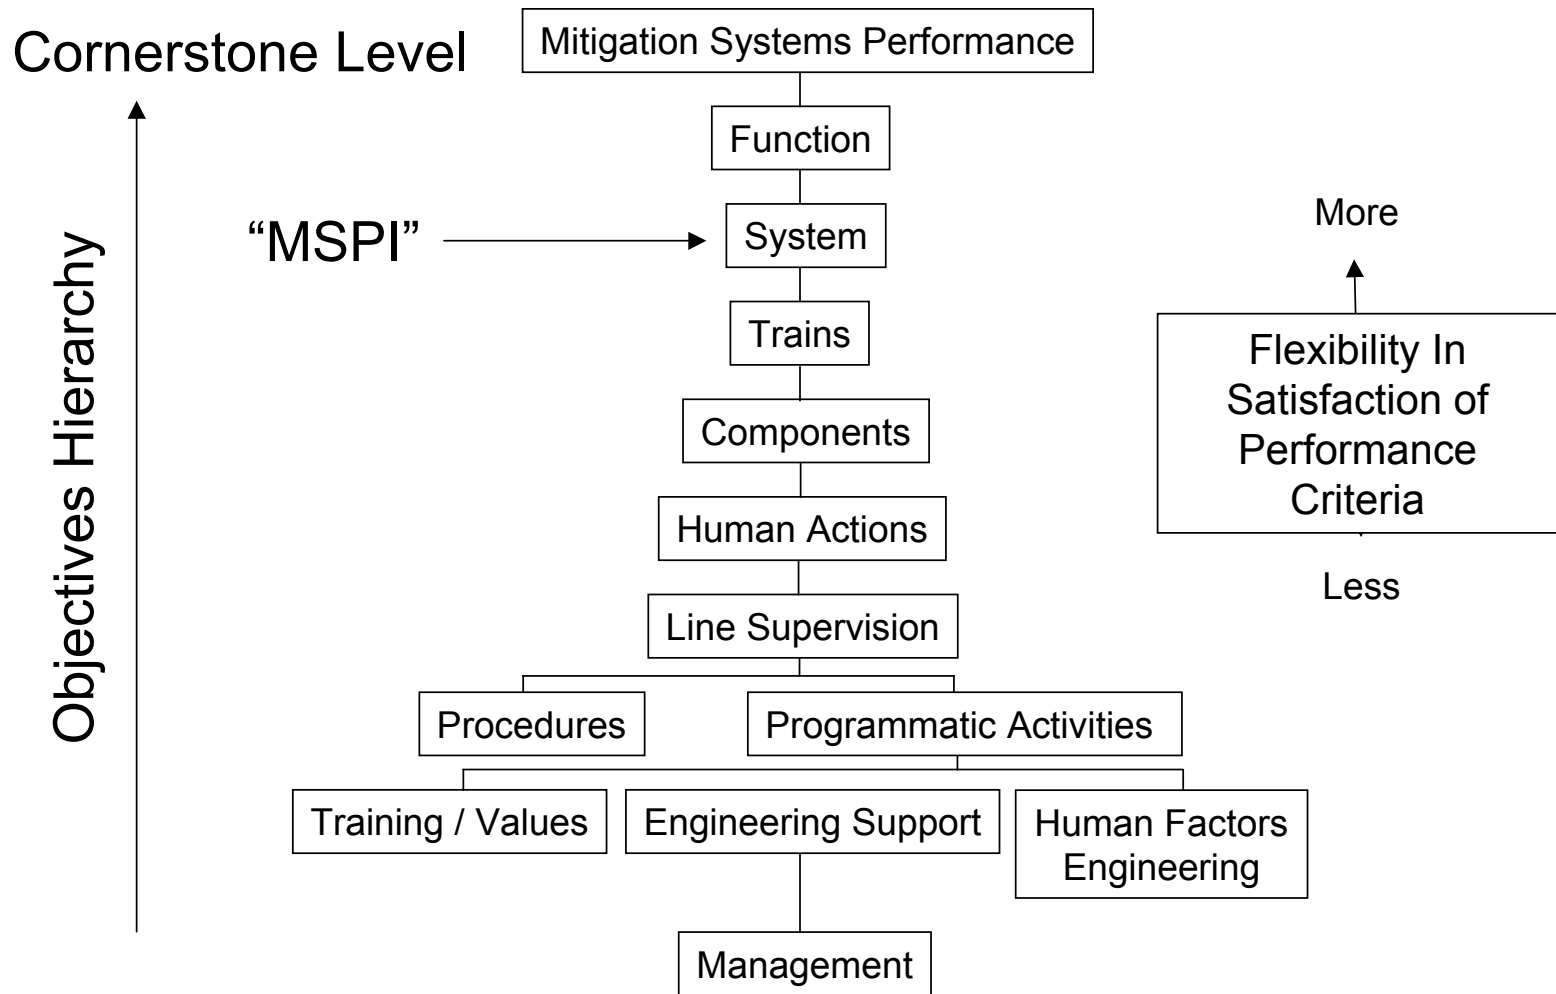 Cornerstone Level
Mitigation Systems Performance
Function
“MSPI”
System
More
Trains
Flexibility In
Satisfaction of
Performance
Criteria
Components
Human Actions
Less
Line Supervision
Objectives Hierarchy
Procedures
Programmatic Activities
Training / Values
Engineering Support
Human Factors
Engineering
Management